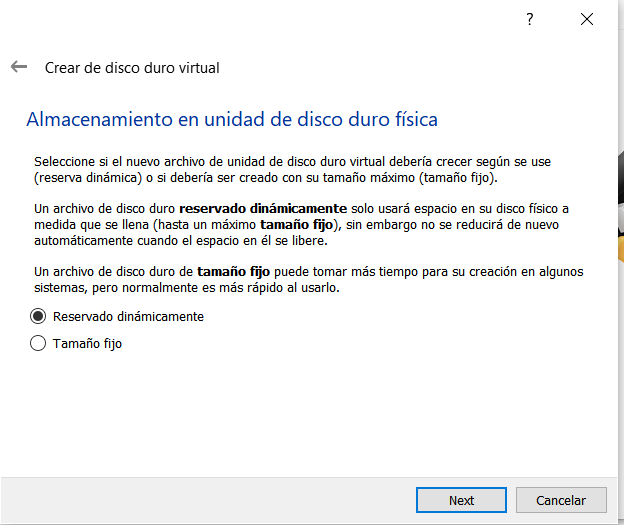 ?
Crear de disco duro virtual
Almacenamiento en unidad de disco duro física
Seleccione si el nuevo archivo de unidad de disco duro virtual debería crecer según se use
(reserva dinámica) o si debería ser creado con su tamaño máximo (tamaño fijo).
Un archivo de disco duro reservado dinámicamente solo usará espacio en su disco físico a
medida que se llena (hasta un máximo tamaño fijo), sin embargo no se reducirá de nuevo
automáticamente cuando el espacio en él se libere.
Un archivo de disco duro de tamaño fijo puede tomar más tiempo para su creación en algunos
sistemas, pero normalmente es más rápido al usarlo.
Reservado dinámicamente
Tamaño fijo
Next Cancelar